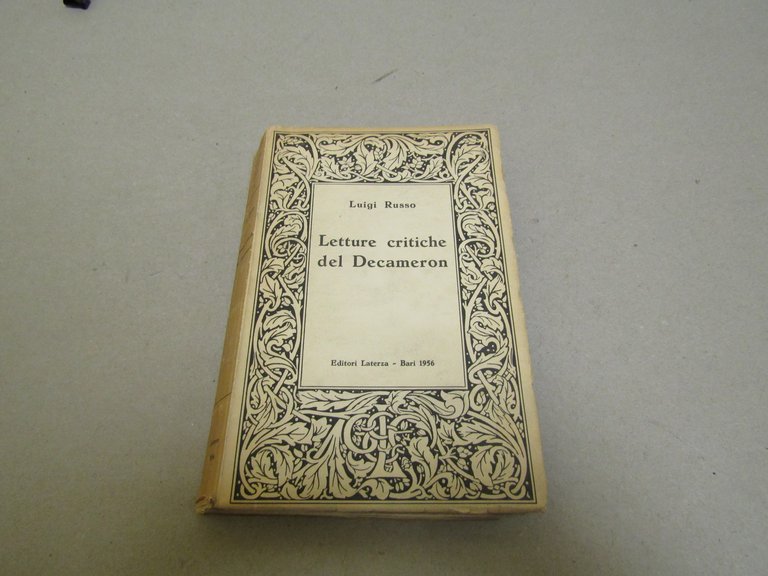 Luigi Russo
Letture critiche
del Decameron
Editori Laterza - Bari 1956